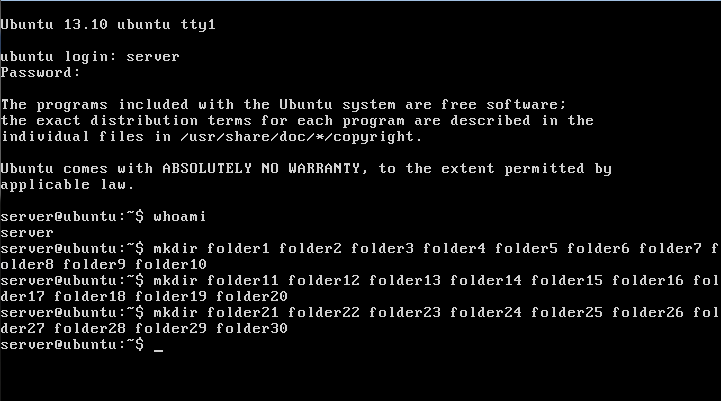 Ubuntu 13.10 ubuntu tty1
ubuntu login: server
Password:
The programs included with the Ubuntu system are free software;
the exact distribution terms for each program are described in the
individual files in /usr/share/doc/*/copyright.
Ubuntu comes with ABSOLUTELY NO WARRANTY, to the extent permitted by
applicable law.
server@ubuntu:~$ whoami
server
server@ubuntu:~$ mkdir folder1 folder2 folder3 folder4 folder5 folder6 folder7 f
older8 folder9 folder10
server@ubuntu:~$ mkdir folder11 folder12 folder13 folder14 folder15 folder16 fol
der17 folder18 folder19 folder20
server@ubuntu:~$ mkdir folder21 folder22 folder23 folder24 folder25 folder26 fol
der27 folder28 folder29 folder30
server@ubuntu:~$ _